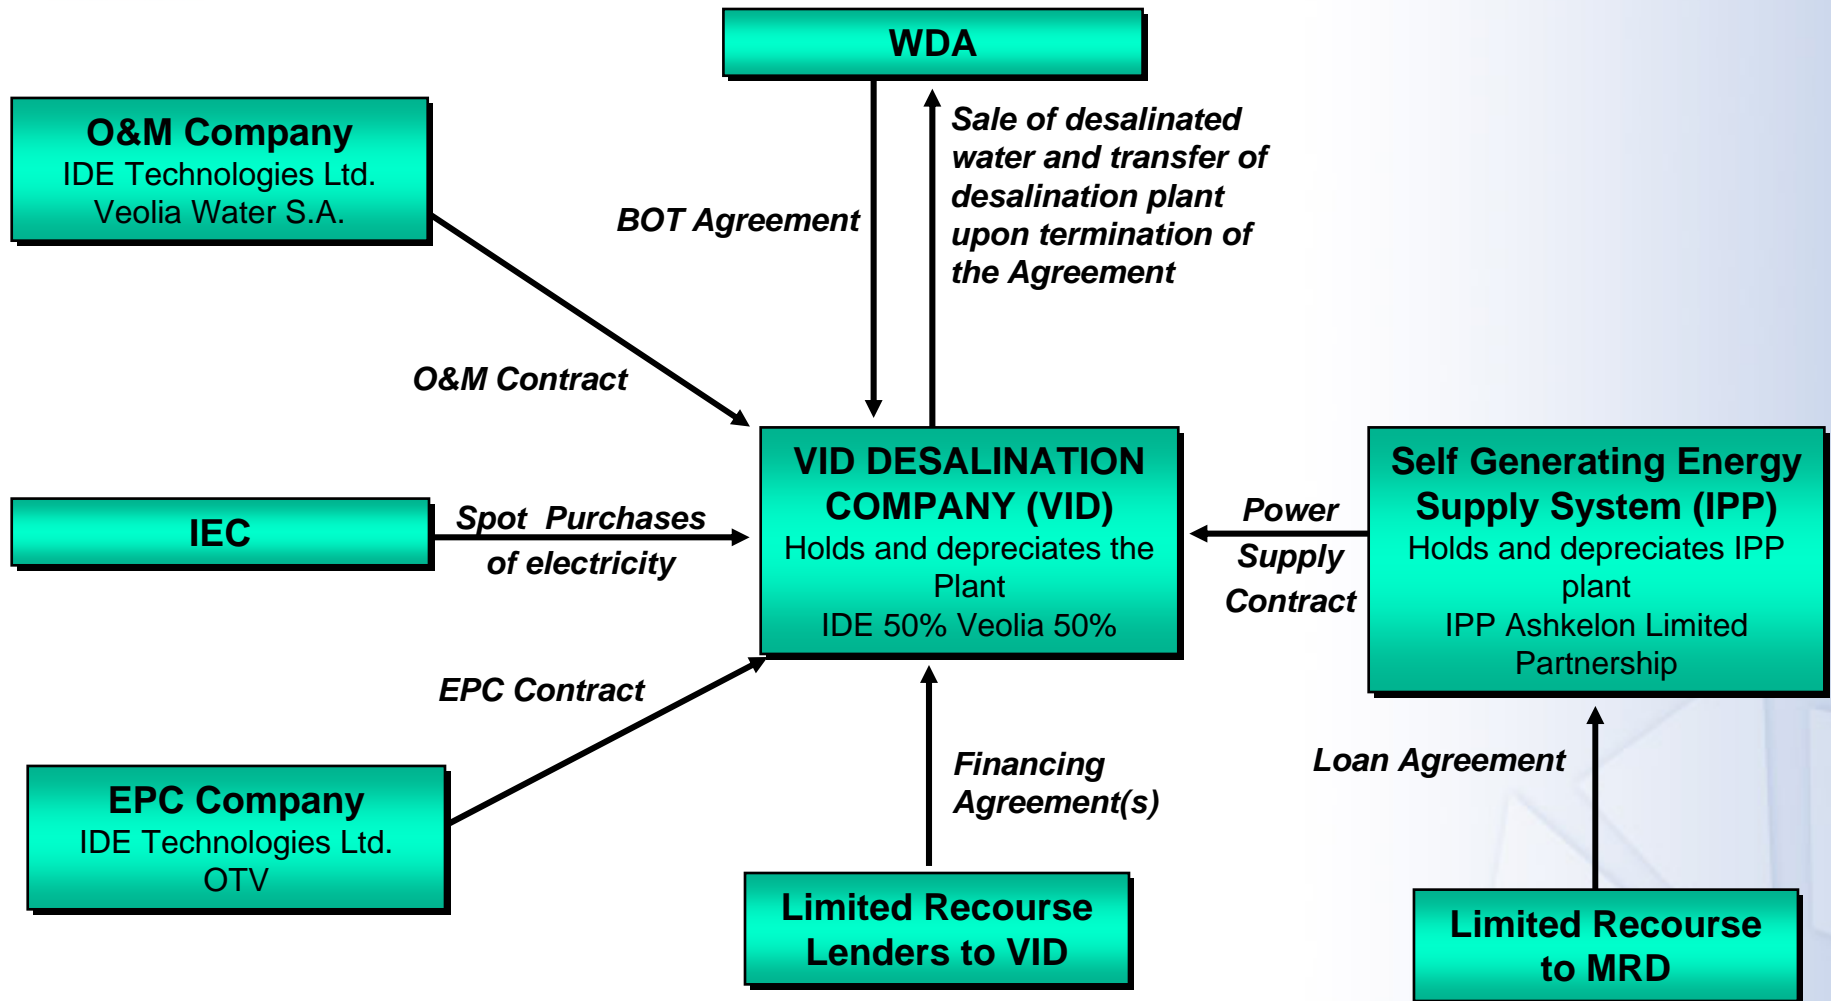 WDA
O&M Company
IDE Technologies Ltd.
Veolia Water S.A.
Sale of desalinated
water and transfer of
desalination plant
upon termination of
the Agreement
BOT Agreement
O&M Contract
IEC
Spot Purchases
of electricity
VID DESALINATION
COMPANY (VID)
Holds and depreciates the
Plant
IDE 50% Veolia 50%
Power
Supply
Contract
Self Generating Energy
Supply System (IPP)
Holds and depreciates IPP
plant
IPP Ashkelon Limited
Partnership
EPC Contract
EPC Company
IDE Technologies Ltd.
OTV
Financing
Agreement(s)
Loan Agreement
Limited Recourse
Lenders to VID
Limited Recourse
to MRD